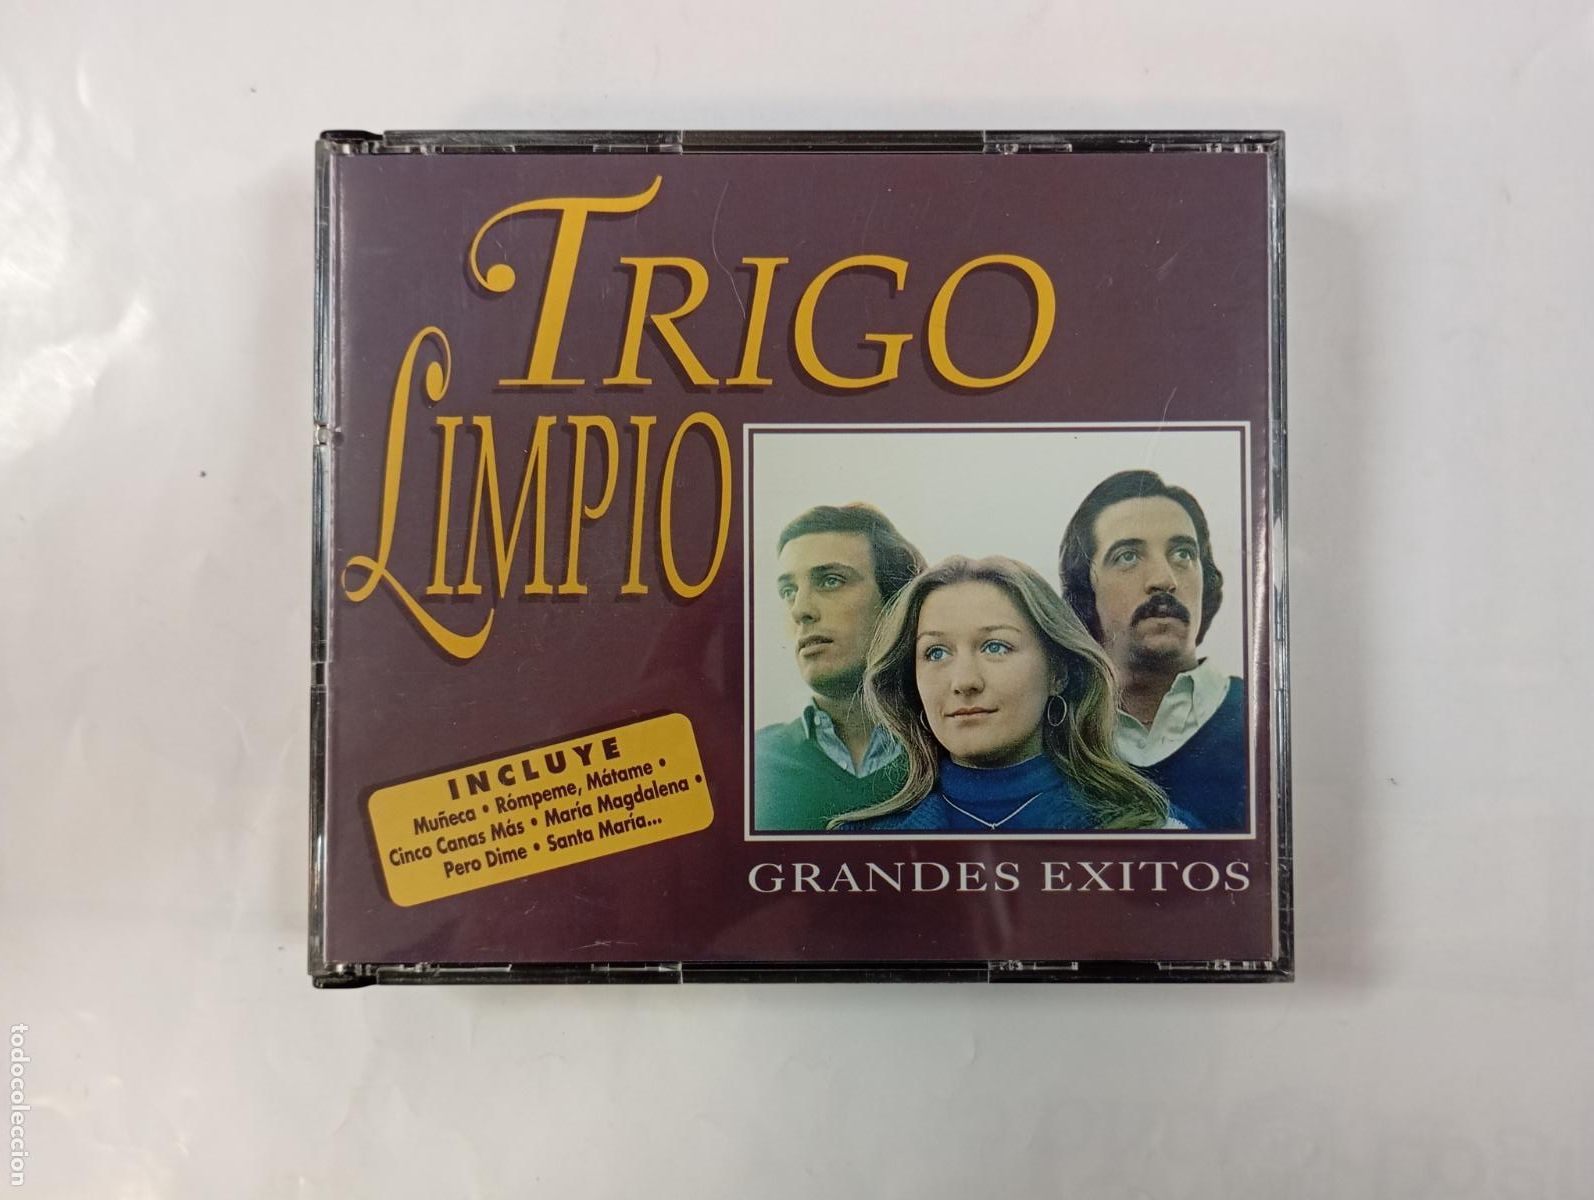 TRIGO
LIMPIO
INCLUYE
Muñeca • Rómpeme, Mátame •
Cinco Canas Más • María Magdalena •
Pero Dime • Santa María...
GRANDES EXITOS
todocoleccion